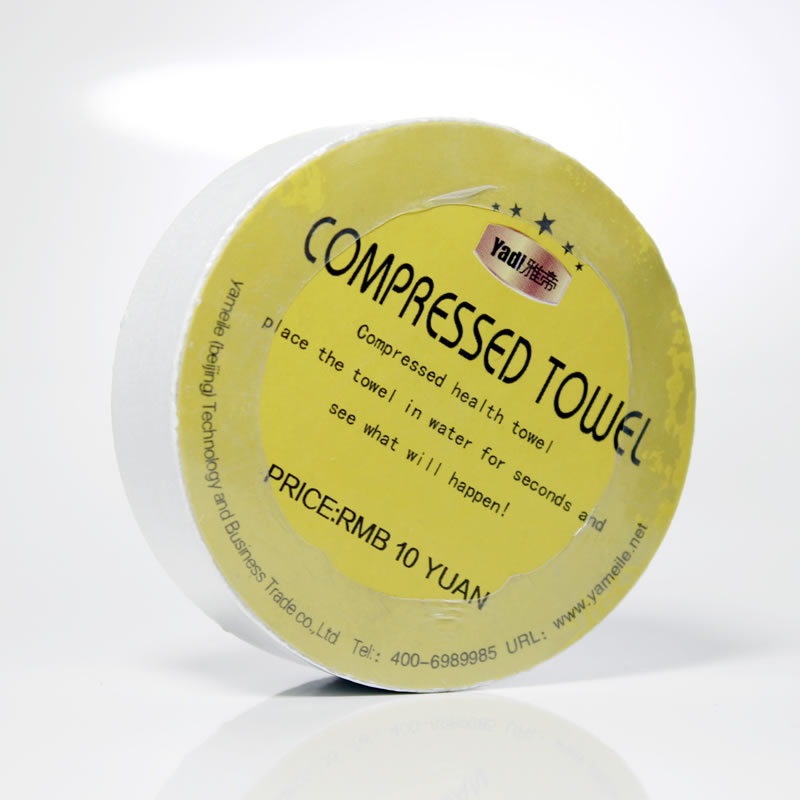 Yadi雅帝
COMPRESSED TOWEL
Compressed health towel
place the towel in water for seconds and
see what will happen!
PRICE:RMB 10 YUAN
yameile (beijing) Technology and Business Trade co.,Ltd Tel: 400-6989985 URL: www.yameile.net